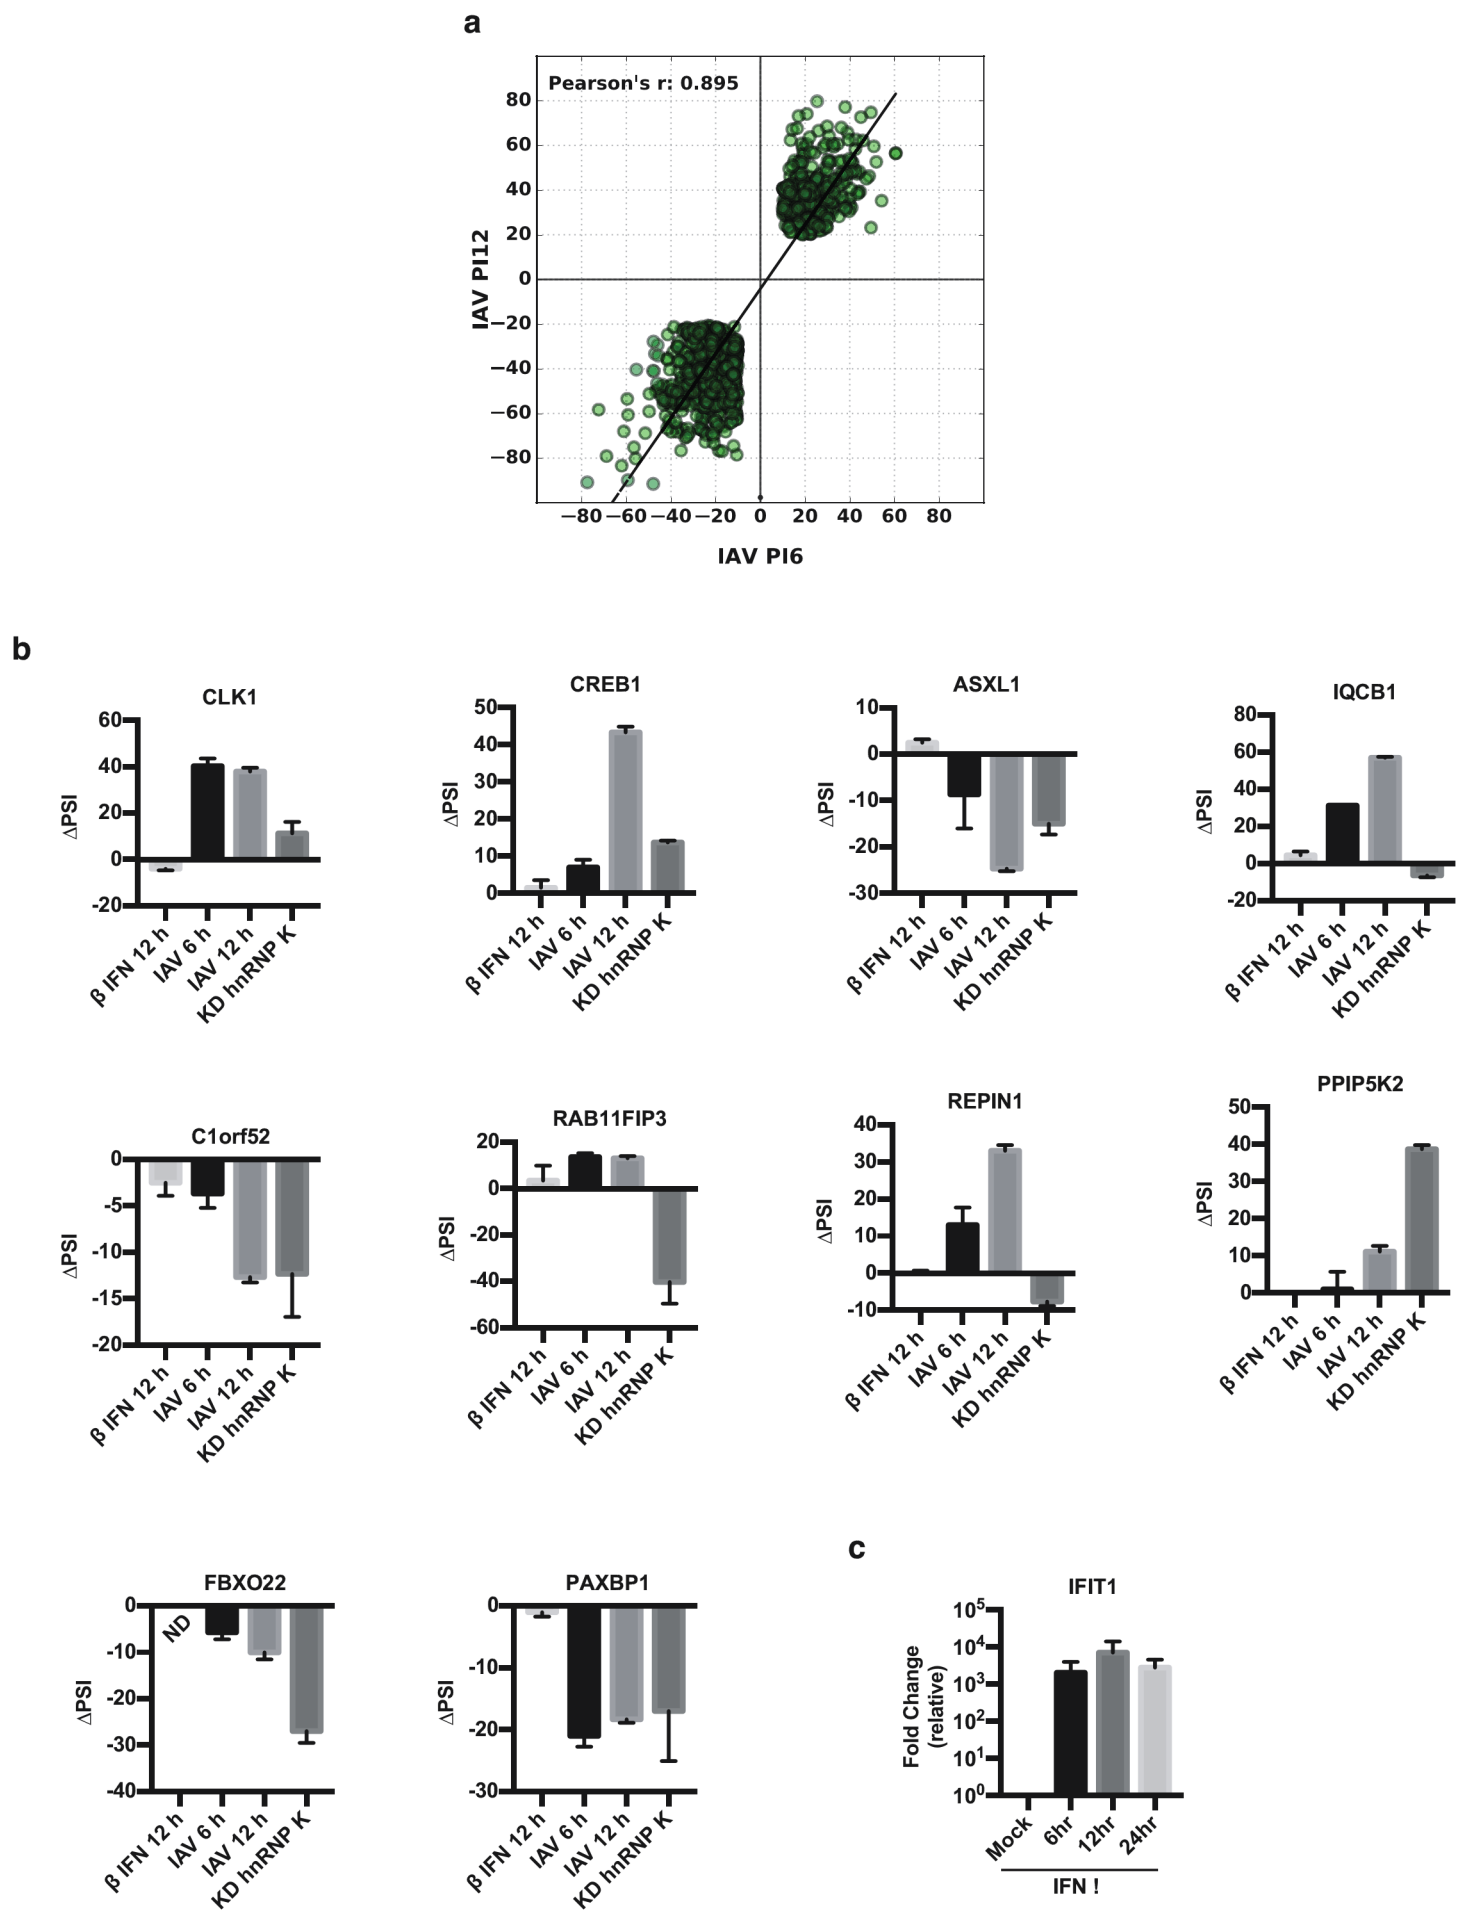 a
Pearson's r: 0.895
80
60
40
20
0
−20
−40
−60
−80
IAV PI12
−80 −60 −40 −20 0 20 40 60 80
IAV PI6
b
CLK1
60
40
20
0
-20
ΔPSI
β IFN 12 h
IAV 6 h
IAV 12 h
KD hnRNP K
CREB1
50
40
30
20
10
0
ΔPSI
β IFN 12 h
IAV 6 h
IAV 12 h
KD hnRNP K
ASXL1
10
0
-10
-20
-30
ΔPSI
β IFN 12 h
IAV 6 h
IAV 12 h
KD hnRNP K
IQCB1
80
60
40
20
0
-20
ΔPSI
β IFN 12 h
IAV 6 h
IAV 12 h
KD hnRNP K
C1orf52
0
-5
-10
-15
-20
ΔPSI
β IFN 12 h
IAV 6 h
IAV 12 h
KD hnRNP K
RAB11FIP3
20
0
-20
-40
-60
ΔPSI
β IFN 12 h
IAV 6 h
IAV 12 h
KD hnRNP K
REPIN1
40
30
20
10
0
-10
ΔPSI
β IFN 12 h
IAV 6 h
IAV 12 h
KD hnRNP K
PPIP5K2
50
40
30
20
10
0
ΔPSI
β IFN 12 h
IAV 6 h
IAV 12 h
KD hnRNP K
FBXO22
0
-10
-20
-30
-40
ΔPSI
ND
β IFN 12 h
IAV 6 h
IAV 12 h
KD hnRNP K
PAXBP1
0
-10
-20
-30
ΔPSI
β IFN 12 h
IAV 6 h
IAV 12 h
KD hnRNP K
c
IFIT1
10⁵
10⁴
10³
10²
10¹
10⁰
Fold Change
(relative)
Mock
6hr
12hr
24hr
IFN !